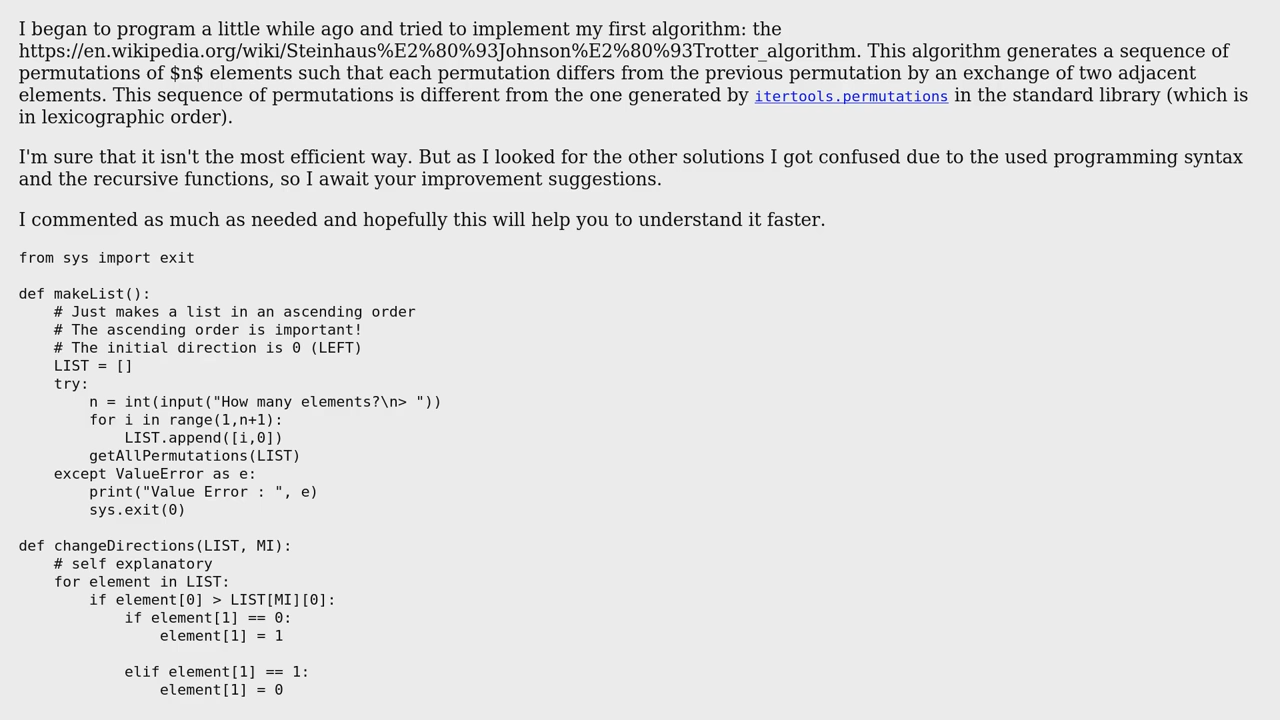 I began to program a little while ago and tried to implement my first algorithm: the
https://en.wikipedia.org/wiki/Steinhaus%E2%80%93Johnson%E2%80%93Trotter_algorithm. This algorithm generates a sequence of
permutations of $n$ elements such that each permutation differs from the previous permutation by an exchange of two adjacent
elements. This sequence of permutations is different from the one generated by itertools.permutations in the standard library (which is
in lexicographic order).

I'm sure that it isn't the most efficient way. But as I looked for the other solutions I got confused due to the used programming syntax
and the recursive functions, so I await your improvement suggestions.

I commented as much as needed and hopefully this will help you to understand it faster.

from sys import exit

def makeList():
    # Just makes a list in an ascending order
    # The ascending order is important!
    # The initial direction is 0 (LEFT)
    LIST = []
    try:
        n = int(input("How many elements?\n> "))
        for i in range(1,n+1):
            LIST.append([i,0])
        getAllPermutations(LIST)
    except ValueError as e:
        print("Value Error : ", e)
        sys.exit(0)

def changeDirections(LIST, MI):
    # self explanatory
    for element in LIST:
        if element[0] > LIST[MI][0]:
            if element[1] == 0:
                element[1] = 1

            elif element[1] == 1:
                element[1] = 0